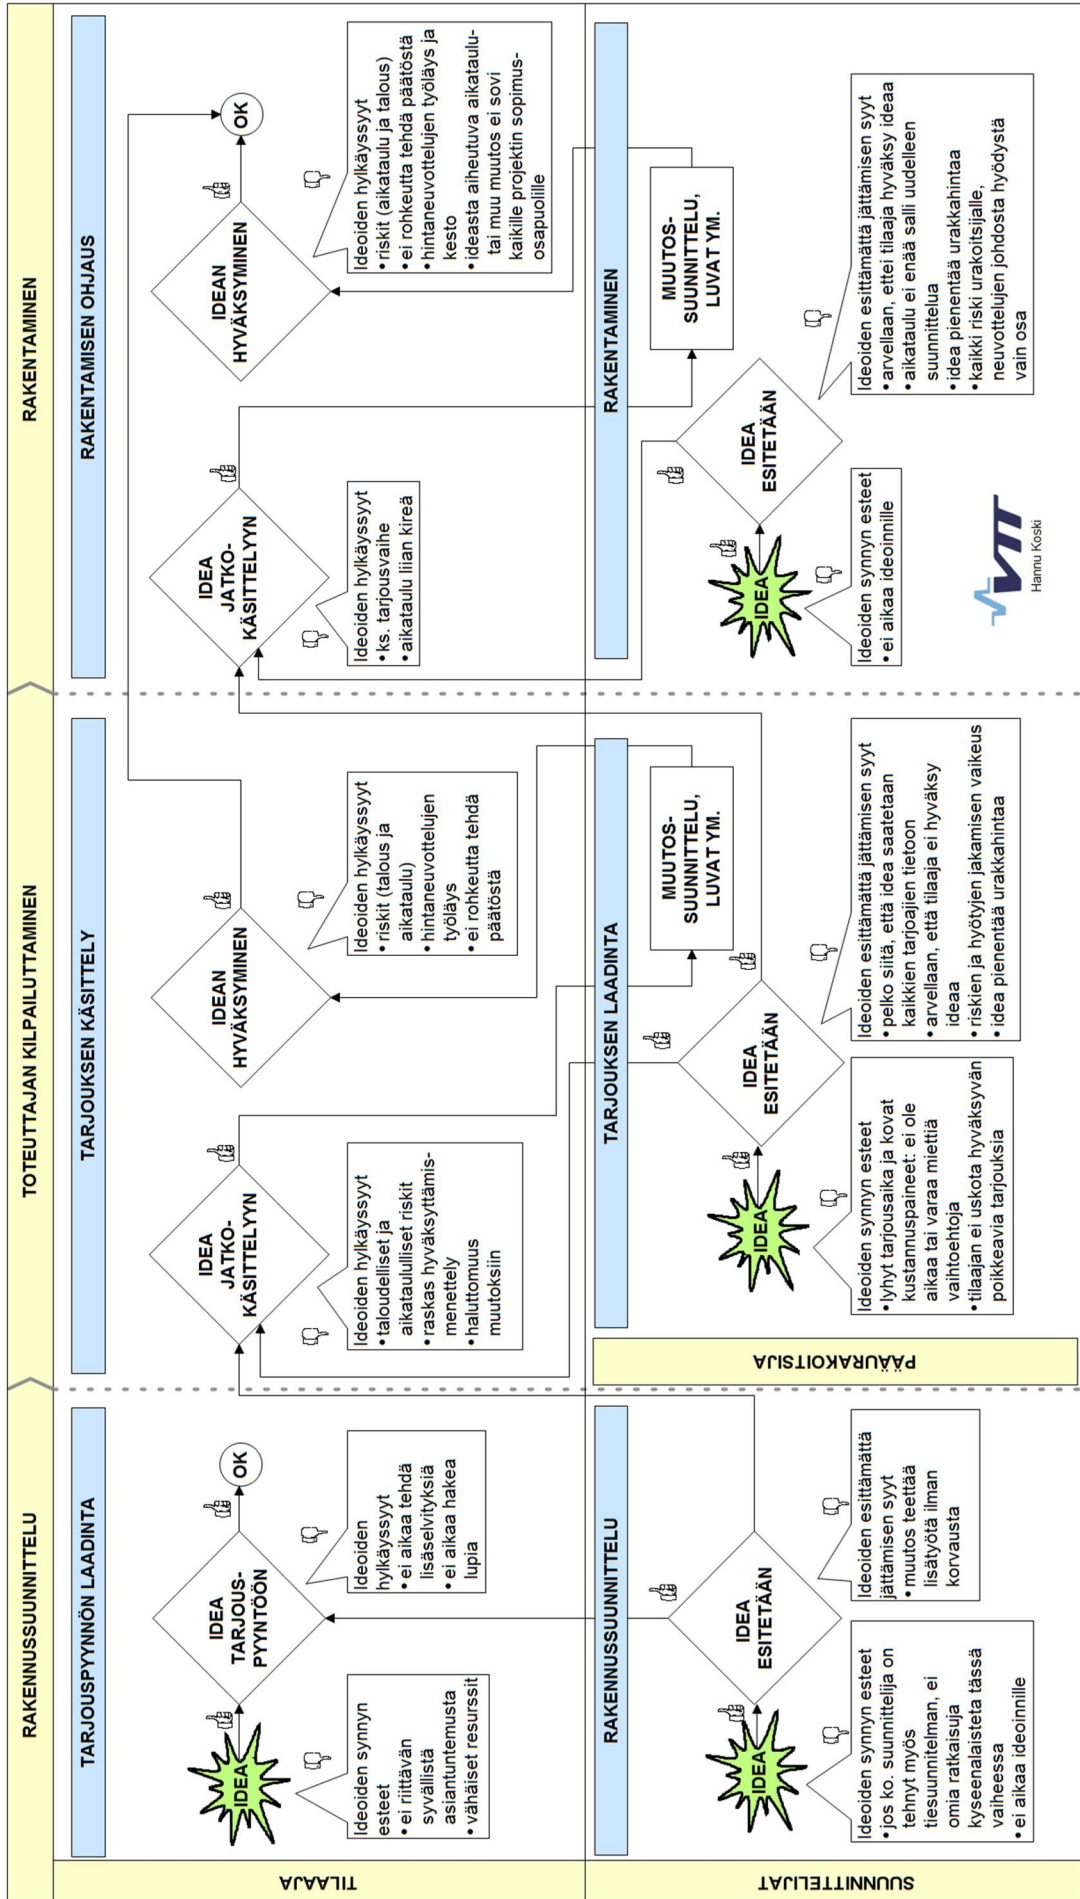 RAKENNUSSUUNNITTELU
TOTEUTTAJAN KILPAILUTTAMINEN
RAKENTAMINEN
TILAAJA
TARJOUSPYYNNÖN LAADINTA
IDEA
IDEA
TARJOUS-
PYYNTÖÖN
OK
Ideoiden synnyn
esteet
• ei riittävän
syvällistä
asiantuntemusta
• vähäiset resurssit
Ideoiden
hylkäyssyyt
• ei aikaa tehdä
lisäselvityksiä
• ei aikaa hakea
lupia
TARJOUKSEN KÄSITTELY
IDEA
JATKO-
KÄSITTELYYN
Ideoiden hylkäyssyyt
• taloudelliset ja
aikataululliset riskit
• raskas hyväksyttämis-
menettely
• haluttomuus
muutoksiin
IDEAN
HYVÄKSYMINEN
Ideoiden hylkäyssyyt
• riskit (talous ja
aikataulu)
• hintaneuvottelujen
työläys
• ei rohkeutta tehdä
päätöstä
RAKENTAMISEN OHJAUS
IDEA
JATKO-
KÄSITTELYYN
Ideoiden hylkäyssyyt
• ks. tarjousvaihe
• aikataulu liian kireä
IDEAN
HYVÄKSYMINEN
OK
Ideoiden hylkäyssyyt
• riskit (aikataulu ja talous)
• ei rohkeutta tehdä päätöstä
• hintaneuvottelujen työläys ja
kesto
• ideasta aiheutuva aikataulu-
tai muu muutos ei sovi
kaikille projektin sopimus-
osapuolille
SUUNNITTELIJAT
RAKENNUSSUUNNITTELU
IDEA
IDEA
ESITETÄÄN
Ideoiden synnyn esteet
• jos ko. suunnittelija on
tehnyt myös
tiesuunnitelman, ei
omia ratkaisuja
kyseenalaisteta tässä
vaiheessa
• ei aikaa ideoinnille
Ideoiden esittämättä
jättämisen syyt
• muutos teettää
lisätyötä ilman
korvausta
PÄÄURAKOITSIJA
TARJOUKSEN LAADINTA
IDEA
IDEA
ESITETÄÄN
MUUTOS-
SUUNNITTELU,
LUVAT YM.
Ideoiden synnyn esteet
• lyhyt tarjousaika ja kovat
kustannuspaineet: ei ole
aikaa tai varaa miettiä
vaihtoehtoja
• tilaajan ei uskota hyväksyvän
poikkeavia tarjouksia
Ideoiden esittämättä jättämisen syyt
• pelko siitä, että idea saatetaan
kaikkien tarjoajien tietoon
• arvellaan, että tilaaja ei hyväksy
ideaa
• riskien ja hyötyjen jakamisen vaikeus
• idea pienentää urakkahintaa
RAKENTAMINEN
IDEA
IDEA
ESITETÄÄN
MUUTOS-
SUUNNITTELU,
LUVAT YM.
Ideoiden synnyn esteet
• ei aikaa ideoinnille
Ideoiden esittämättä jättämisen syyt
• arvellaan, ettei tilaaja hyväksy ideaa
• aikataulu ei enää salli uudelleen
suunnittelua
• idea pienentää urakkahintaa
• kaikki riski urakoitsijalle,
neuvottelujen johdosta hyödystä
vain osa
VTT
Hannu Koski